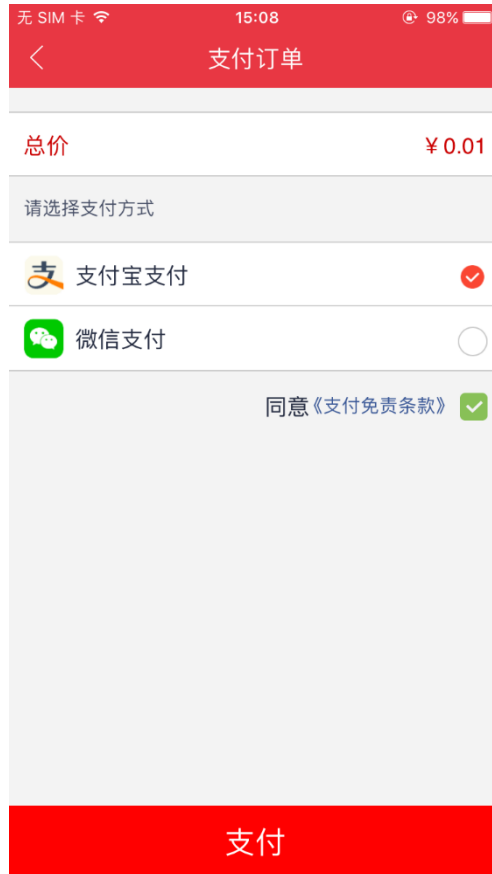 无 SIM 卡 15:08 98%
支付订单
总价 ¥ 0.01
请选择支付方式
支 支付宝支付
微信支付
同意《支付免责条款》
支付